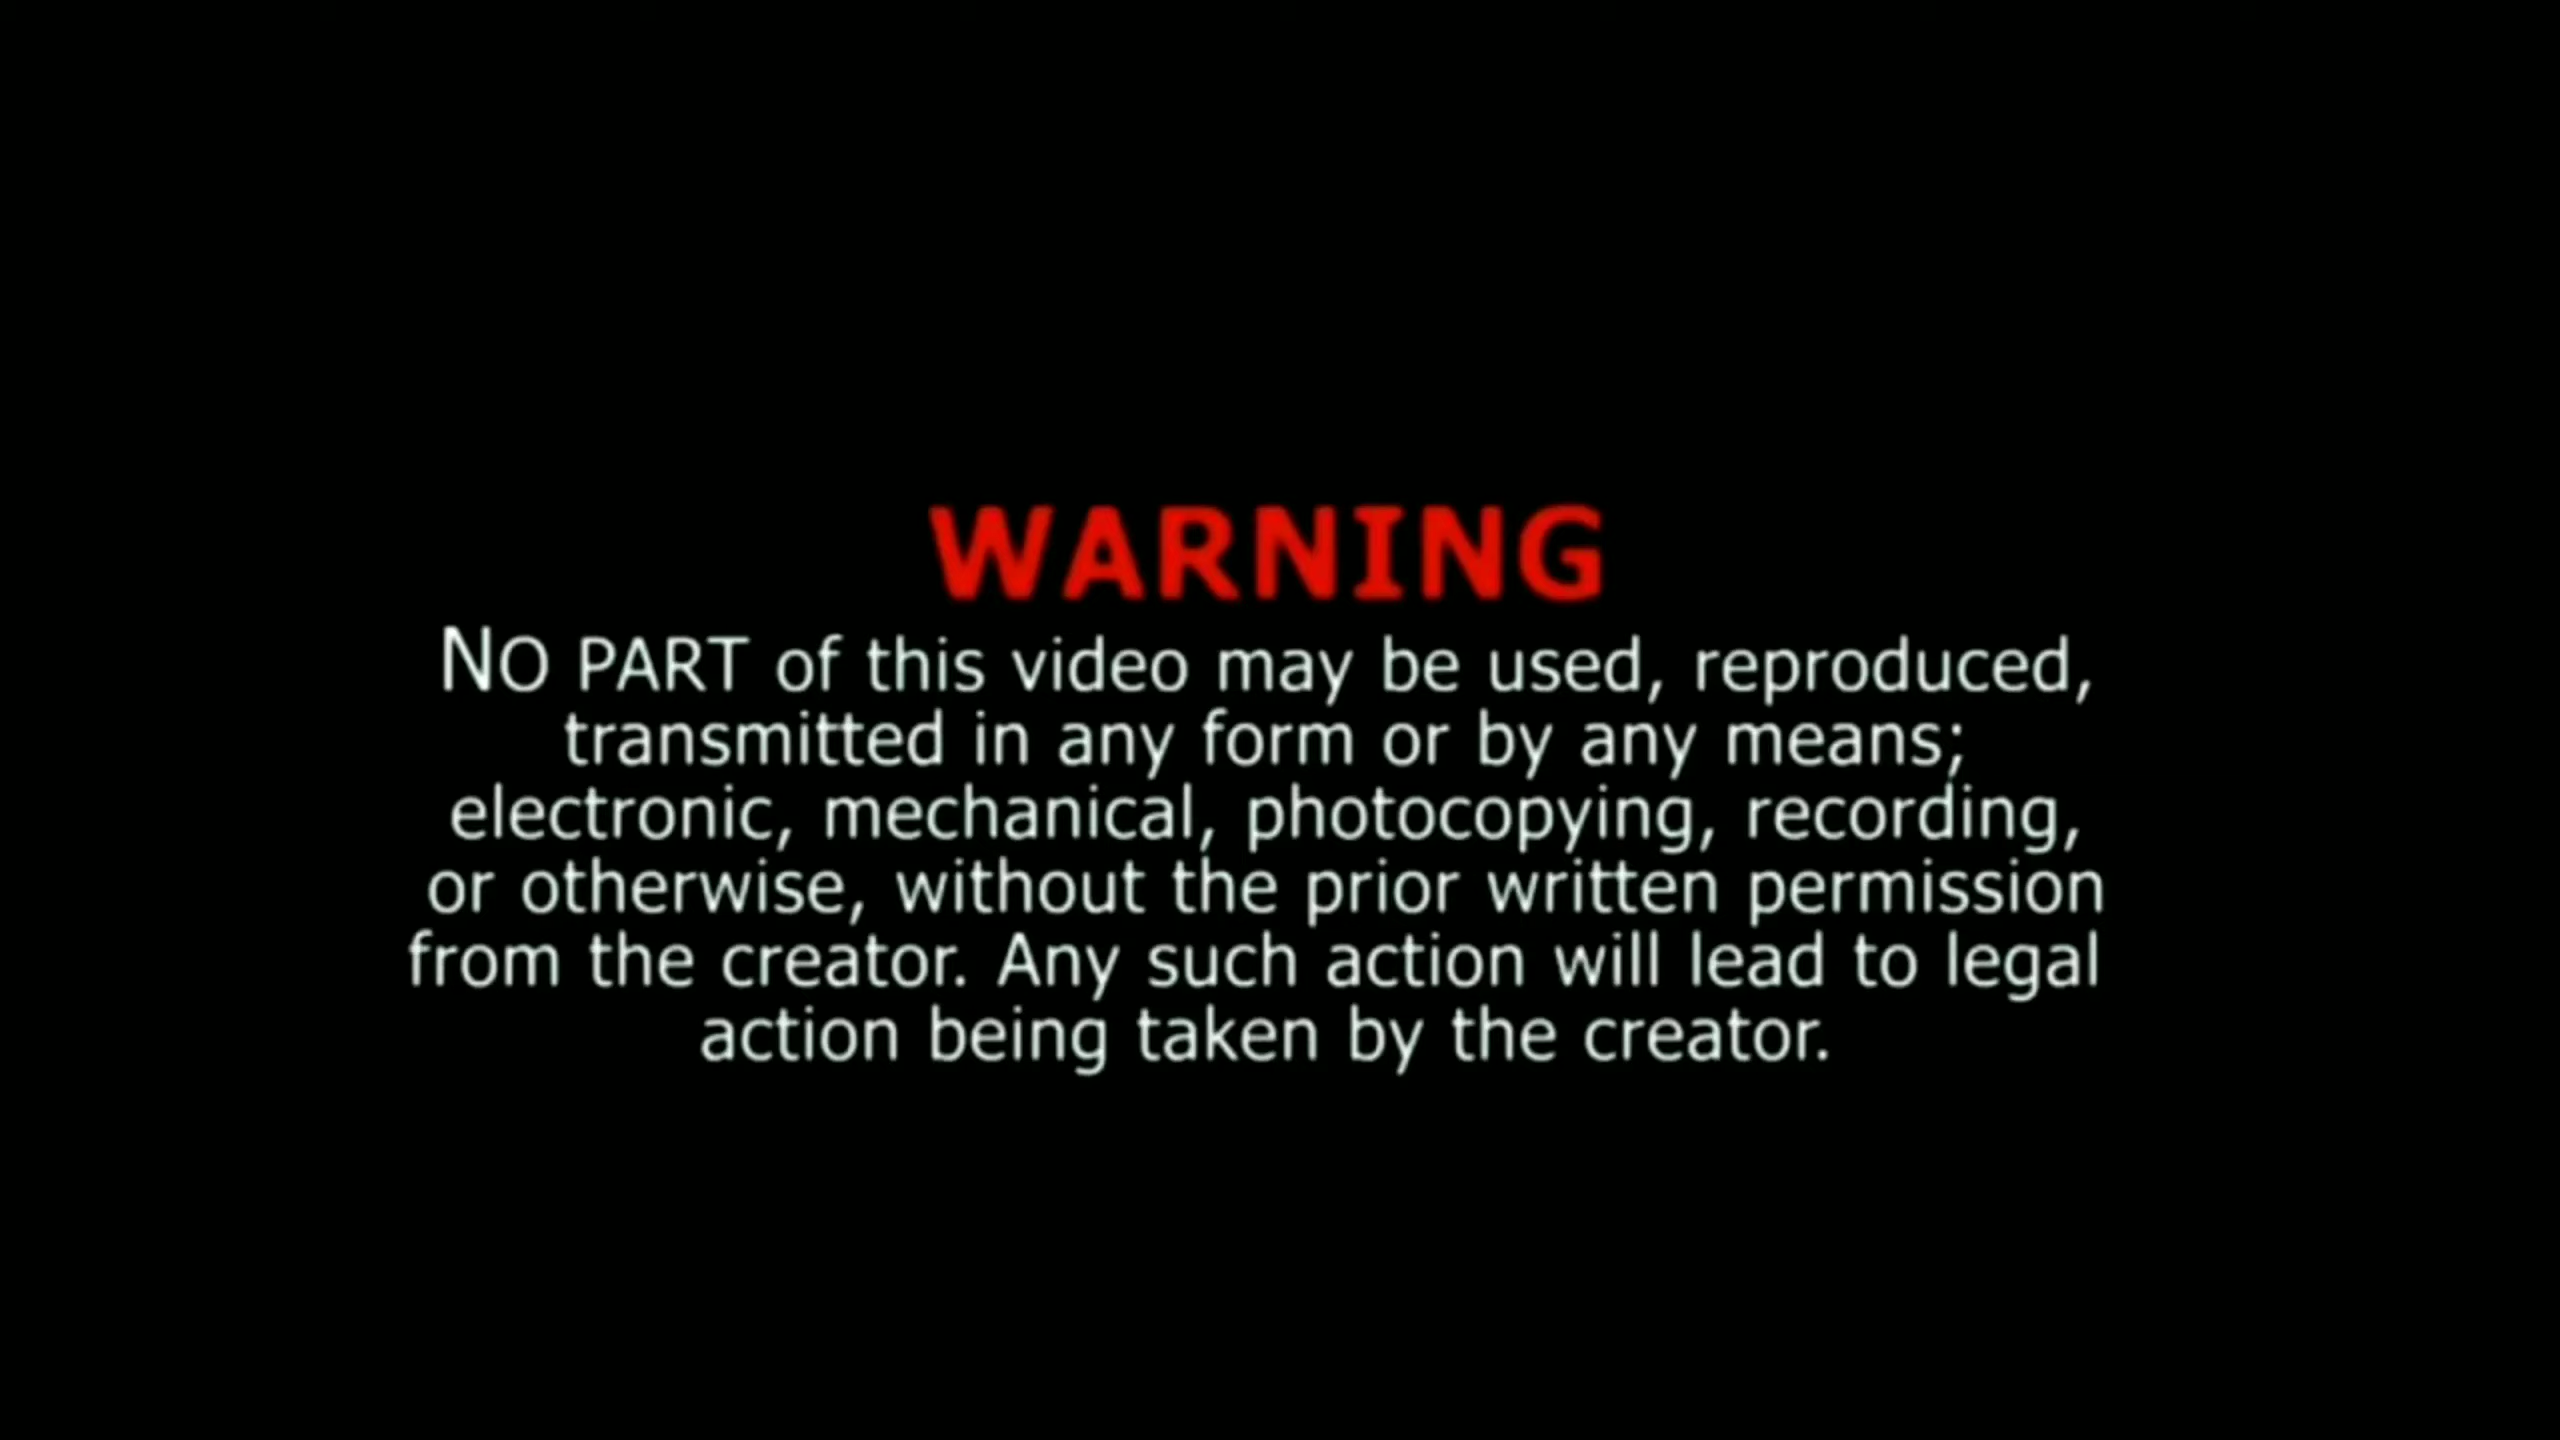 WARNING
NO PART of this video may be used, reproduced,
transmitted in any form or by any means;
electronic, mechanical, photocopying, recording,
or otherwise, without the prior written permission
from the creator. Any such action will lead to legal
action being taken by the creator.